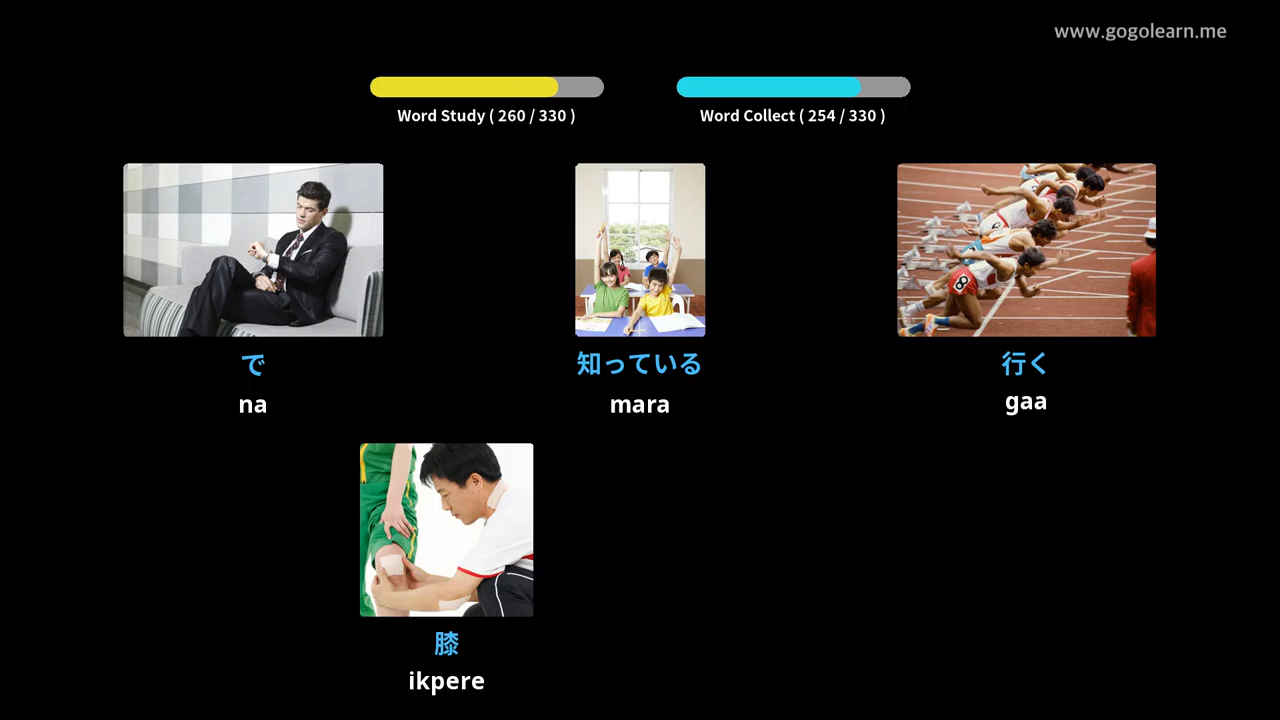 www.gogolearn.me
Word Study ( 260 / 330 )
Word Collect ( 254 / 330 )
で
na
知っている
mara
行く
gaa
膝
ikpere